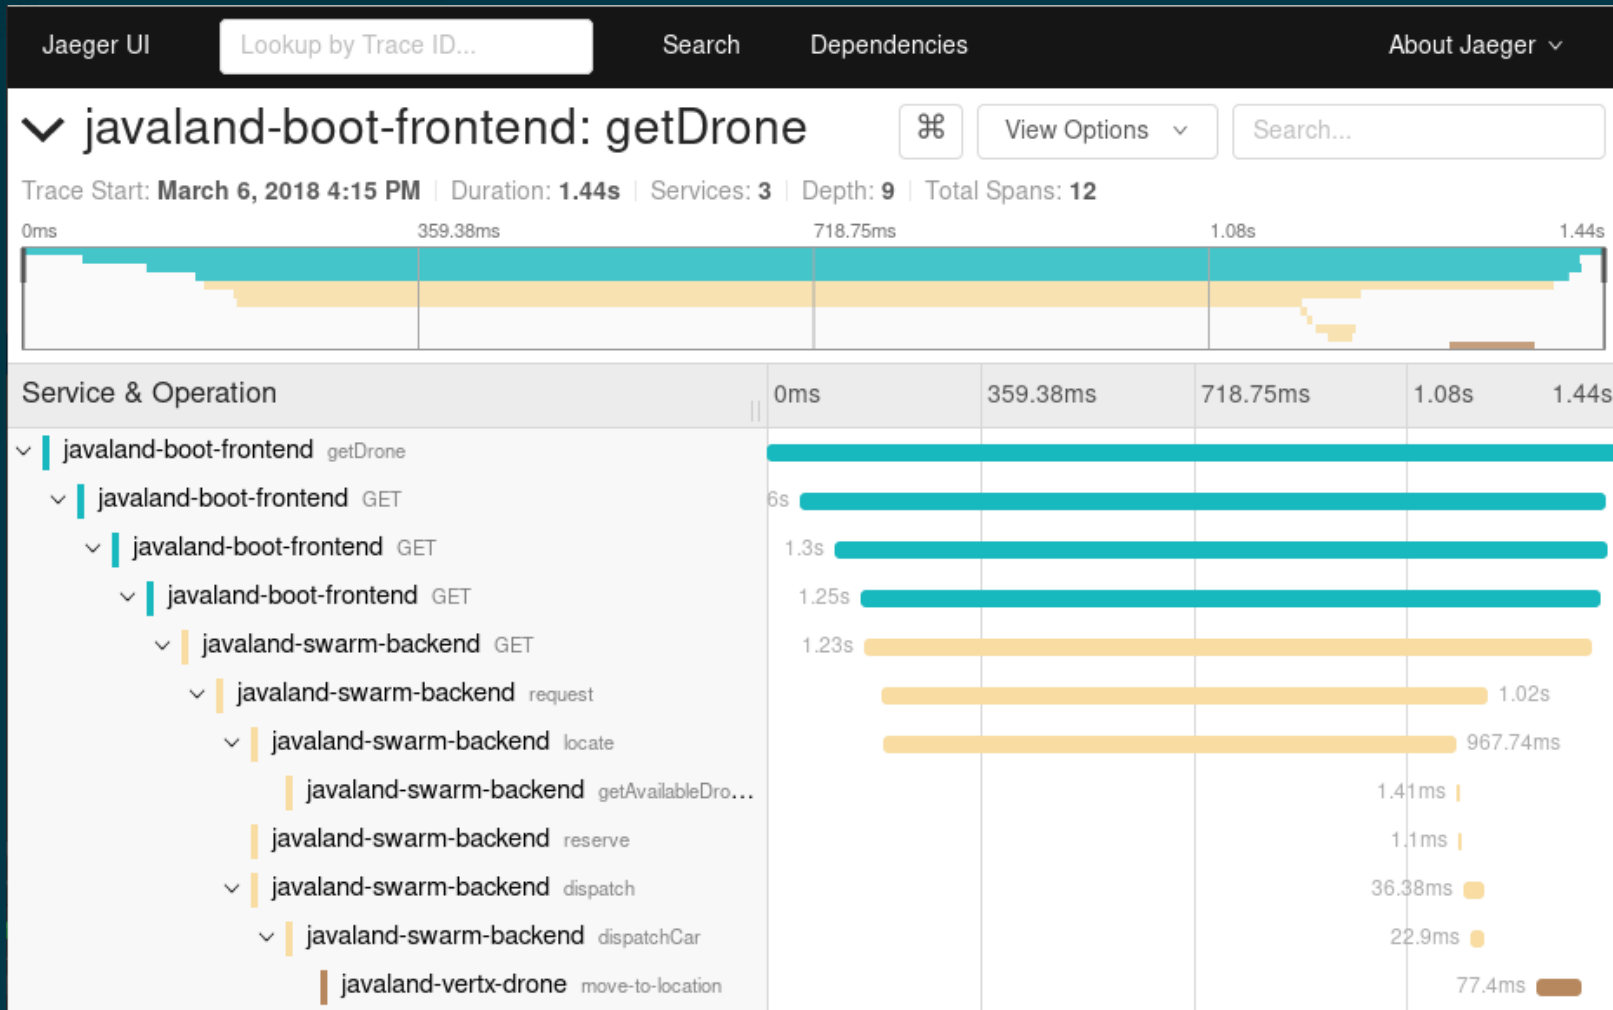 Jaeger UI Lookup by Trace ID... Search Dependencies About Jaeger
javaland-boot-frontend: getDrone ⌘ View Options Search...
Trace Start: March 6, 2018 4:15 PM Duration: 1.44s Services: 3 Depth: 9 Total Spans: 12
0ms 359.38ms 718.75ms 1.08s 1.44s
Service & Operation 0ms 359.38ms 718.75ms 1.08s 1.44s
javaland-boot-frontend getDrone
javaland-boot-frontend GET 6s
javaland-boot-frontend GET 1.3s
javaland-boot-frontend GET 1.25s
javaland-swarm-backend GET 1.23s
javaland-swarm-backend request 1.02s
javaland-swarm-backend locate 967.74ms
javaland-swarm-backend getAvailableDro... 1.41ms
javaland-swarm-backend reserve 1.1ms
javaland-swarm-backend dispatch 36.38ms
javaland-swarm-backend dispatchCar 22.9ms
javaland-vertx-drone move-to-location 77.4ms